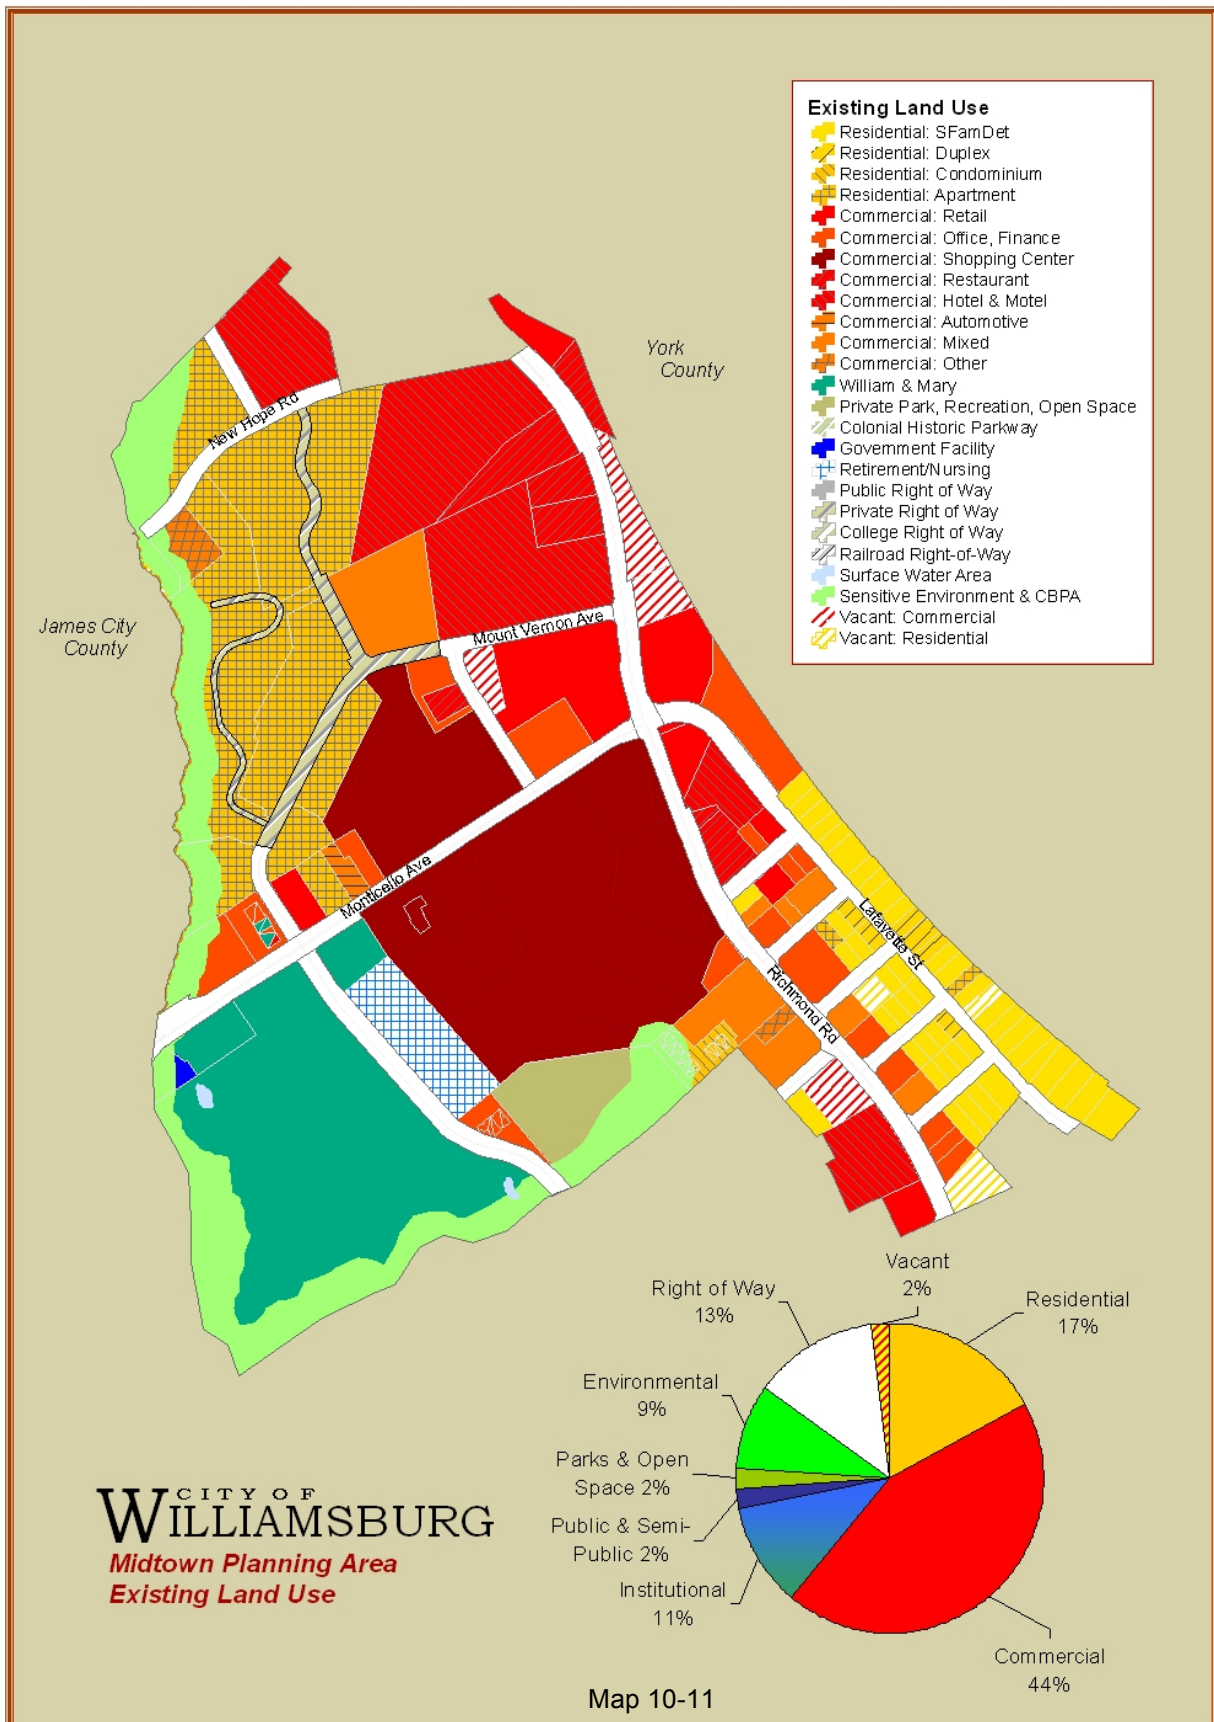 Existing Land Use
Residential: SFamDet
Residential: Duplex
Residential: Condominium
Residential: Apartment
Commercial: Retail
Commercial: Office, Finance
Commercial: Shopping Center
Commercial: Restaurant
Commercial: Hotel & Motel
Commercial: Automotive
Commercial: Mixed
Commercial: Other
William & Mary
Private Park, Recreation, Open Space
Colonial Historic Parkway
Government Facility
Retirement/Nursing
Public Right of Way
Private Right of Way
College Right of Way
Railroad Right-of-Way
Surface Water Area
Sensitive Environment & CBPA
Vacant: Commercial
Vacant: Residential
York
County
New Hope Rd
James City
County
Mount Vernon Ave
Monticello Ave
Lafayette St
Richmond Rd
Vacant
2%
Right of Way
13%
Residential
17%
Environmental
9%
Parks & Open
Space 2%
Public & Semi-
Public 2%
Institutional
11%
Commercial
44%
CITY OF
WILLIAMSBURG
Midtown Planning Area
Existing Land Use
Map 10-11